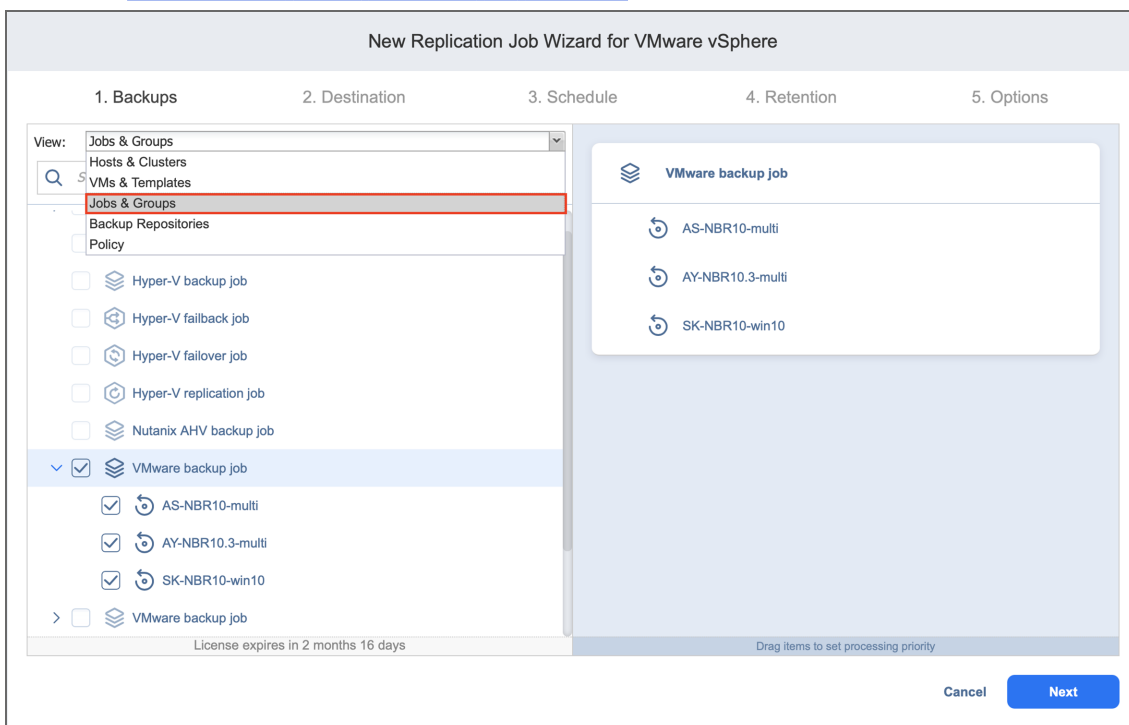 New Replication Job Wizard for VMware vSphere
1. Backups
2. Destination
3. Schedule
4. Retention
5. Options
View:
Jobs & Groups
Hosts & Clusters
VMs & Templates
Jobs & Groups
Backup Repositories
Policy
Hyper-V backup job
Hyper-V failback job
Hyper-V failover job
Hyper-V replication job
Nutanix AHV backup job
VMware backup job
AS-NBR10-multi
AY-NBR10.3-multi
SK-NBR10-win10
VMware backup job
License expires in 2 months 16 days
VMware backup job
AS-NBR10-multi
AY-NBR10.3-multi
SK-NBR10-win10
Drag items to set processing priority
Cancel
Next